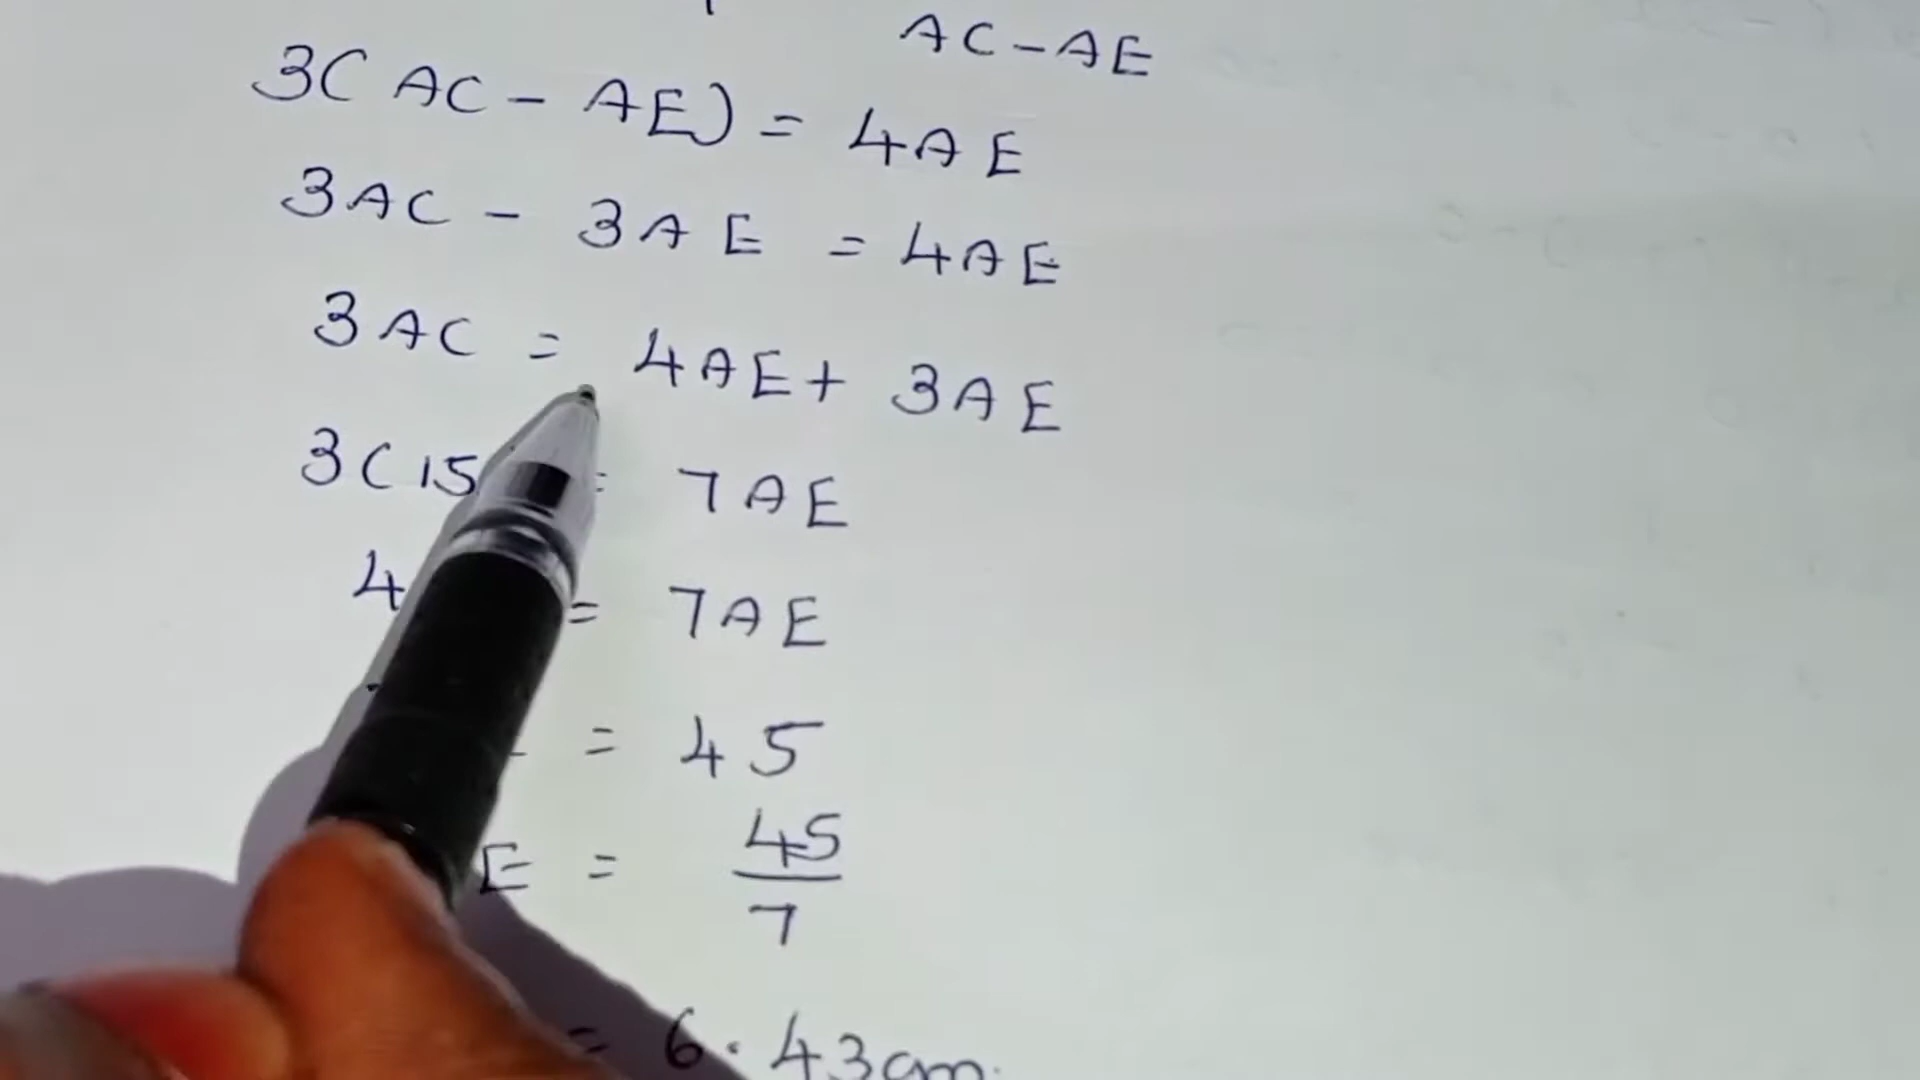 AC - AE
3( AC - AE) = 4AE
3AC - 3AE = 4AE
3AC = 4AE + 3AE
3(15 = 7AE
4 = 7AE
= 45
E = 45/7
= 6.43cm.